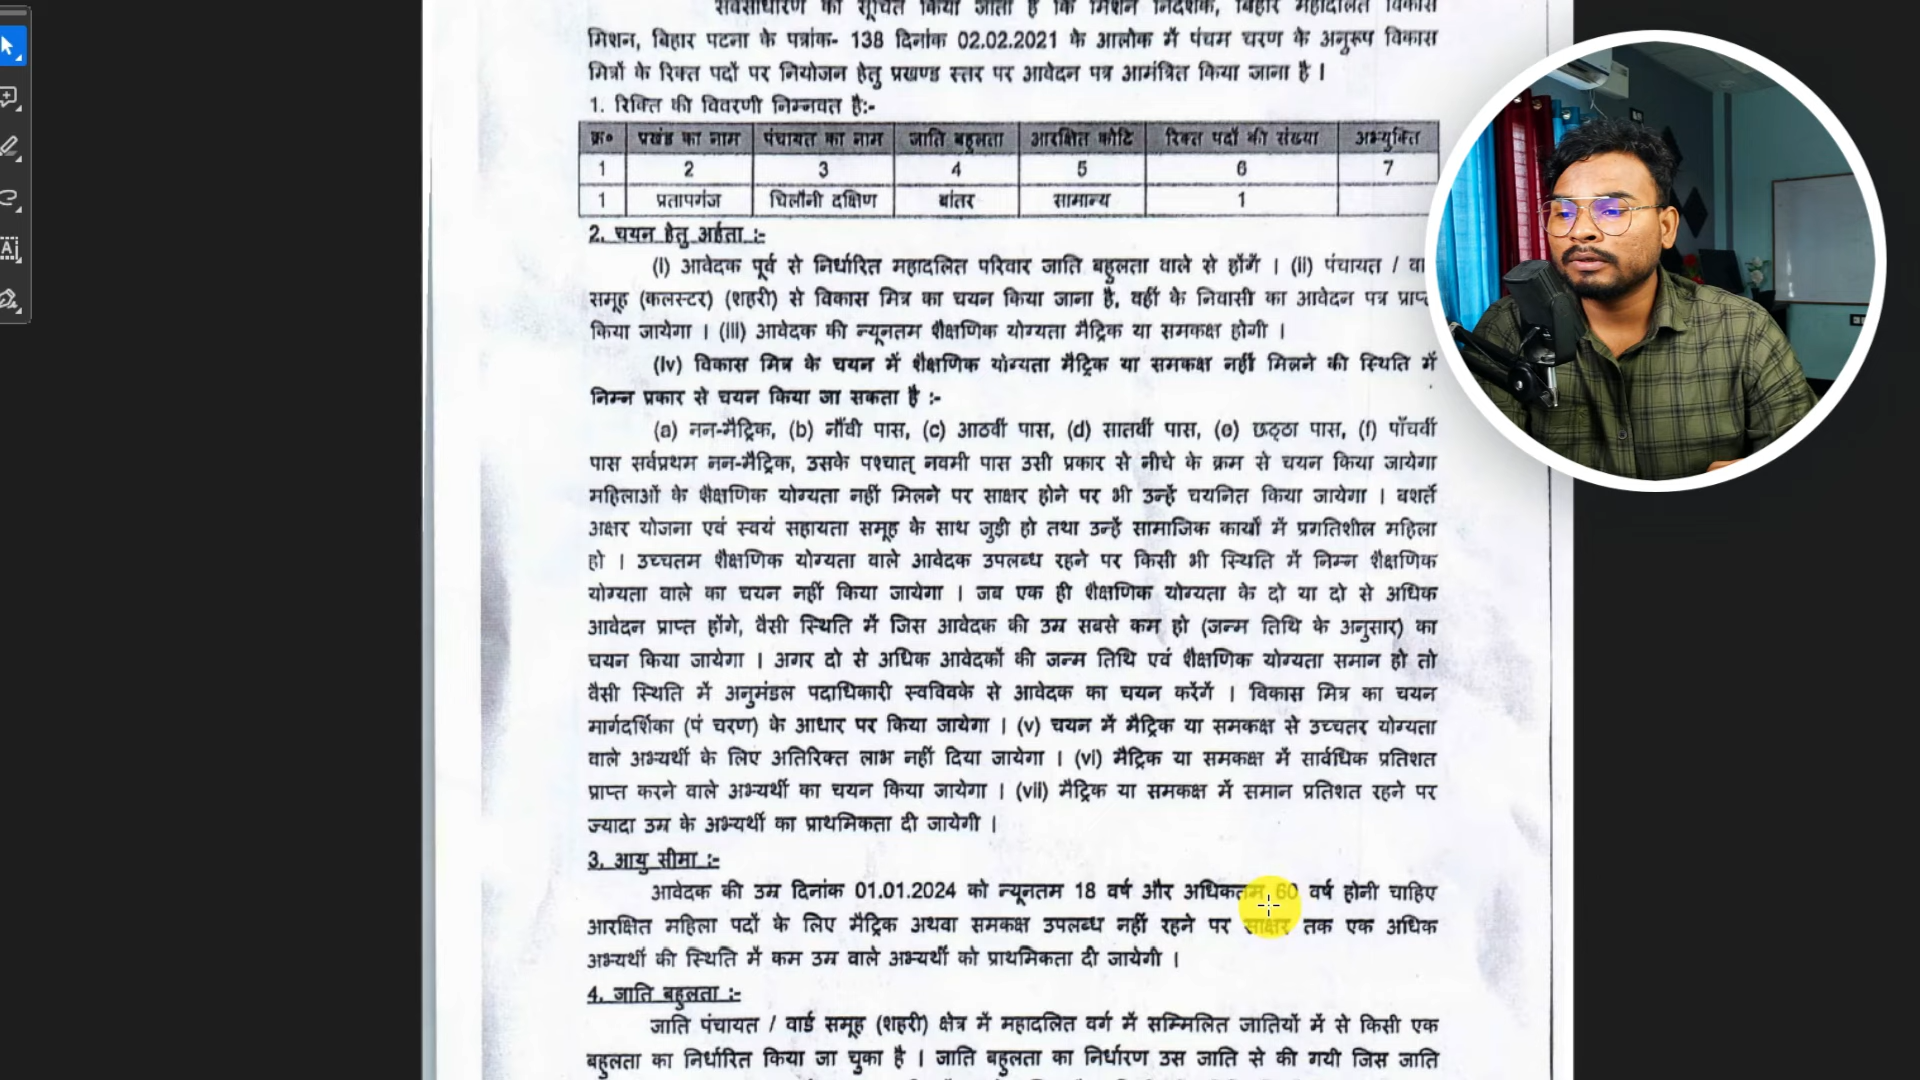 सर्वसाधारण को सूचित किया जाता है कि मिशन निदेशक, बिहार महादलित विकास
मिशन, बिहार पटना के पत्रांक- 138 दिनांक 02.02.2021 के आलोक में पंचम चरण के अनुरूप विकास
मित्रों के रिक्त पदों पर नियोजन हेतु प्रखण्ड स्तर पर आवेदन पत्र आमंत्रित किया जाना है ।
1. रिक्ति की विवरणी निम्नवत है:-
क्र० प्रखंड का नाम पंचायत का नाम जाति बहुलता आरक्षित कोटि रिक्त पदों की संख्या अभ्युक्ति
1 2 3 4 5 6 7
1 प्रतापगंज चिलौनी दक्षिण बांतर सामान्य 1
2. चयन हेतु अर्हता :-
(i) आवेदक पूर्व से निर्धारित महादलित परिवार जाति बहुलता वाले से होंगें । (ii) पंचायत /
समूह (कलस्टर) (शहरी) से विकास मित्र का चयन किया जाना है, वहीं के निवासी का आवेदन पत्र
किया जायेगा । (iii) आवेदक की न्यूनतम शैक्षणिक योग्यता मैट्रिक या समकक्ष होगी ।
(iv) विकास मित्र के चयन में शैक्षणिक योग्यता मैट्रिक या समकक्ष नहीं मिलने की स्थिति में
निम्न प्रकार से चयन किया जा सकता है :-
(a) नन-मैट्रिक, (b) नौंवी पास, (c) आठवीं पास, (d) सातवीं पास, (e) छठ्ठा पास, (f) पाँचवीं
पास सर्वप्रथम नन-मैट्रिक, उसके पश्चात् नवमी पास उसी प्रकार से नीचे के क्रम से चयन किया जायेगा
महिलाओं के शैक्षणिक योग्यता नहीं मिलने पर साक्षर होने पर भी उन्हें चयनित किया जायेगा । बशर्ते
अक्षर योजना एवं स्वयं सहायता समूह के साथ जुड़ी हो तथा उन्हें सामाजिक कार्यो में प्रगतिशील महिला
हो । उच्चतम शैक्षणिक योग्यता वाले आवेदक उपलब्ध रहने पर किसी भी स्थिति में निम्न शैक्षणिक
योग्यता वाले का चयन नहीं किया जायेगा । जब एक ही शैक्षणिक योग्यता के दो या दो से अधिक
आवेदन प्राप्त होंगे, वैसी स्थिति में जिस आवेदक की उम्र सबसे कम हो (जन्म तिथि के अनुसार) का
चयन किया जायेगा । अगर दो से अधिक आवेदकों की जन्म तिथि एवं शैक्षणिक योग्यता समान हो तो
वैसी स्थिति में अनुमंडल पदाधिकारी स्वविवके से आवेदक का चयन करेंगें । विकास मित्र का चयन
मार्गदर्शिका (पं चरण) के आधार पर किया जायेगा । (v) चयन में मैट्रिक या समकक्ष से उच्चतर योग्यता
वाले अभ्यर्थी के लिए अतिरिक्त लाभ नहीं दिया जायेगा । (vi) मैट्रिक या समकक्ष में सार्वधिक प्रतिशत
प्राप्त करने वाले अभ्यर्थी का चयन किया जायेगा । (vii) मैट्रिक या समकक्ष में समान प्रतिशत रहने पर
ज्यादा उम्र के अभ्यर्थी का प्राथमिकता दी जायेगी ।
3. आयु सीमा :-
आवेदक की उम्र दिनांक 01.01.2024 को न्यूनतम 18 वर्ष और अधिकतम 60 वर्ष होनी चाहिए
आरक्षित महिला पदों के लिए मैट्रिक अथवा समकक्ष उपलब्ध नहीं रहने पर साक्षर तक एक अधिक
अभ्यर्थी की स्थिति में कम उम्र वाले अभ्यर्थी को प्राथमिकता दी जायेगी ।
4. जाति बहुलता :-
जाति पंचायत / वार्ड समूह (शहरी) क्षेत्र में महादलित वर्ग में सम्मिलित जातियों में से किसी एक
बहुलता का निर्धारित किया जा चुका है । जाति बहुलता का निर्धारण उस जाति से की गयी जिस जाति